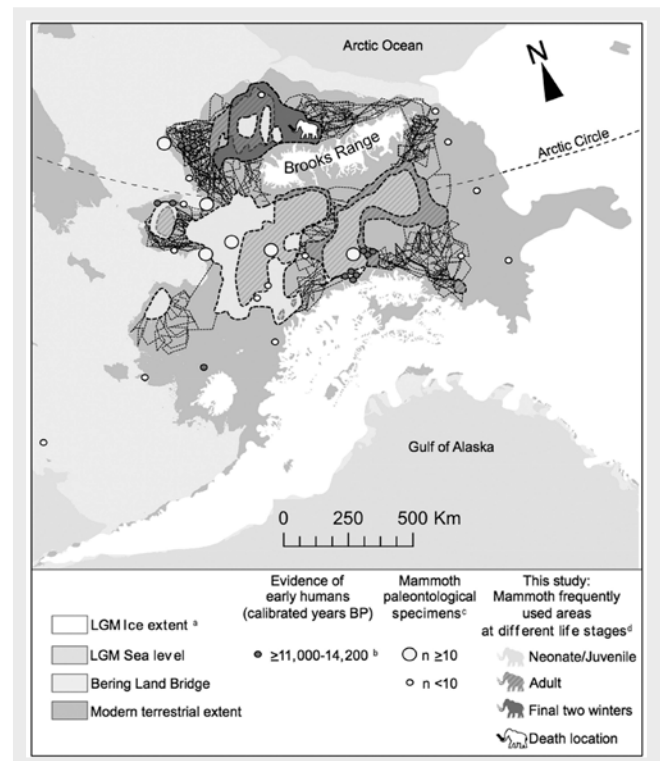 Arctic Ocean
N
Brooks Range
Arctic Circle
Gulf of Alaska
0 250 500 Km
Evidence of
early humans
(calibrated years BP)
Mammoth
paleontological
specimensᶜ
This study:
Mammoth frequently
used areas
at different life stagesᵈ
LGM Ice extent ᵃ
LGM Sea level
Bering Land Bridge
Modern terrestrial extent
≥11,000-14,200 ᵇ
n ≥10
n <10
Neonate/Juvenile
Adult
Final two winters
Death location